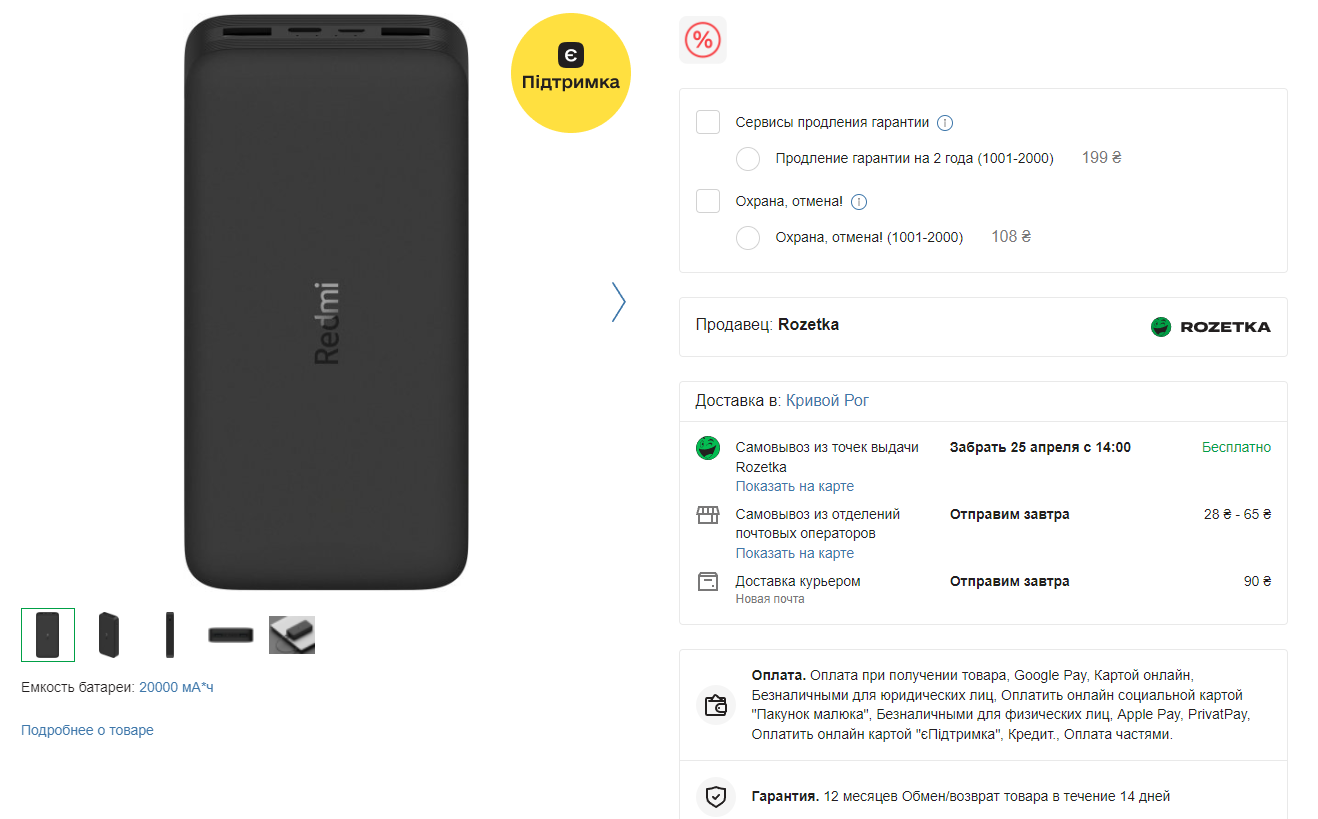 є
Підтримка
Redmi
%
Сервисы продления гарантии
Продление гарантии на 2 года (1001-2000) 199 ₴
Охрана, отмена!
Охрана, отмена! (1001-2000) 108 ₴
Продавец: Rozetka
ROZETKA
Доставка в: Кривой Рог
Самовывоз из точек выдачи Забрать 25 апреля с 14:00 Бесплатно
Rozetka
Показать на карте
Самовывоз из отделений Отправим завтра 28 ₴ - 65 ₴
почтовых операторов
Показать на карте
Доставка курьером Отправим завтра 90 ₴
Новая почта
Емкость батареи: 20000 мА*ч
Подробнее о товаре
Оплата. Оплата при получении товара, Google Pay, Картой онлайн,
Безналичными для юридических лиц, Оплатить онлайн социальной картой
"Пакунок малюка", Безналичными для физических лиц, Apple Pay, PrivatPay,
Оплатить онлайн картой "єПідтримка", Кредит., Оплата частями.
Гарантия. 12 месяцев Обмен/возврат товара в течение 14 дней